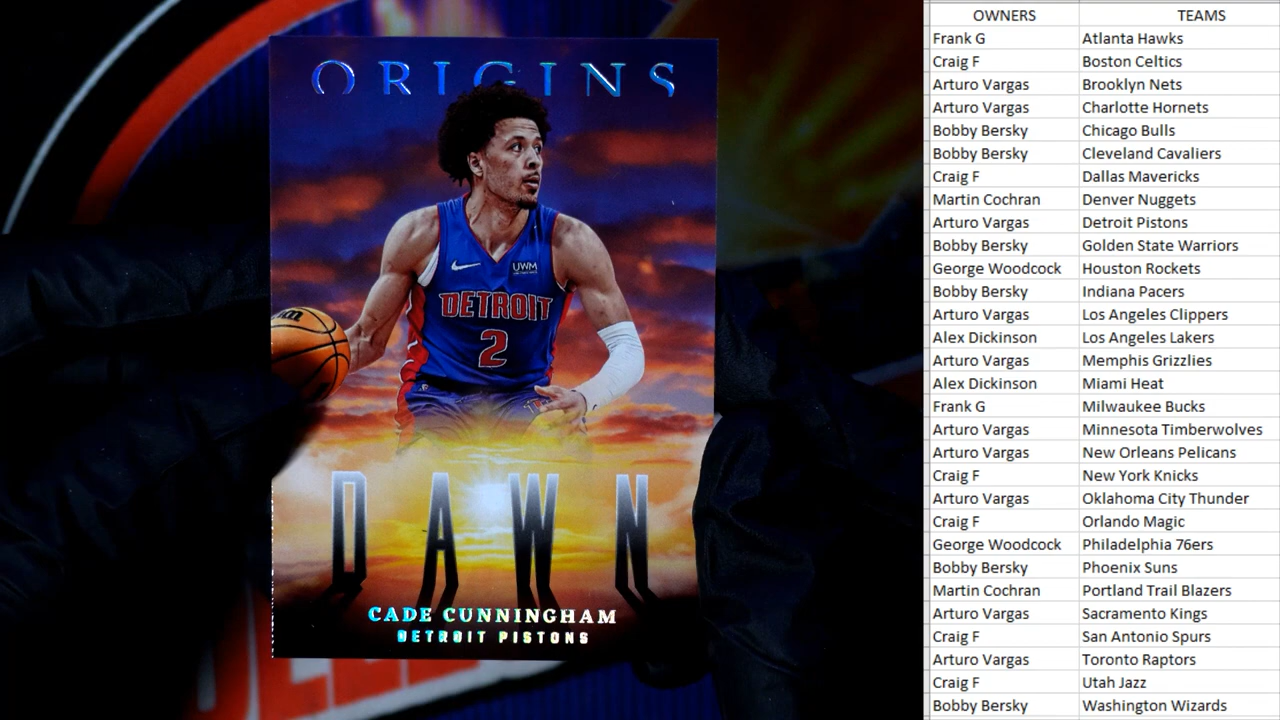 ORIGINS
UWM
DETROIT
2
DAWN
CADE CUNNINGHAM
DETROIT PISTONS
OWNERS TEAMS
Frank G Atlanta Hawks
Craig F Boston Celtics
Arturo Vargas Brooklyn Nets
Arturo Vargas Charlotte Hornets
Bobby Bersky Chicago Bulls
Bobby Bersky Cleveland Cavaliers
Craig F Dallas Mavericks
Martin Cochran Denver Nuggets
Arturo Vargas Detroit Pistons
Bobby Bersky Golden State Warriors
George Woodcock Houston Rockets
Bobby Bersky Indiana Pacers
Arturo Vargas Los Angeles Clippers
Alex Dickinson Los Angeles Lakers
Arturo Vargas Memphis Grizzlies
Alex Dickinson Miami Heat
Frank G Milwaukee Bucks
Arturo Vargas Minnesota Timberwolves
Arturo Vargas New Orleans Pelicans
Craig F New York Knicks
Arturo Vargas Oklahoma City Thunder
Craig F Orlando Magic
George Woodcock Philadelphia 76ers
Bobby Bersky Phoenix Suns
Martin Cochran Portland Trail Blazers
Arturo Vargas Sacramento Kings
Craig F San Antonio Spurs
Arturo Vargas Toronto Raptors
Craig F Utah Jazz
Bobby Bersky Washington Wizards